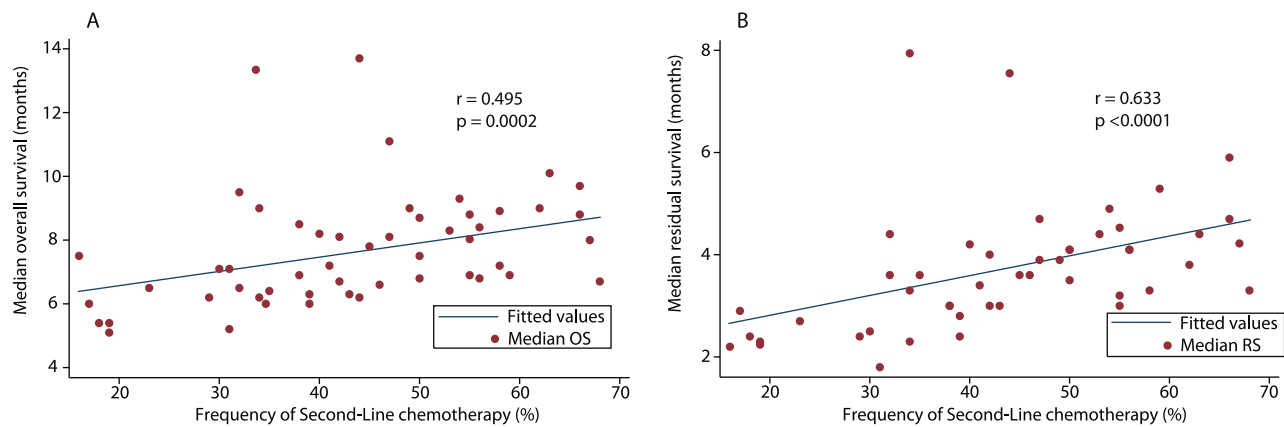 A
Median overall survival (months)
14
12
10
8
6
4
r = 0.495
p = 0.0002
Fitted values
Median OS
20
30
40
50
60
70
Frequency of Second-Line chemotherapy (%)
B
Median residual survival (months)
8
6
4
2
r = 0.633
p <0.0001
Fitted values
Median RS
20
30
40
50
60
70
Frequency of Second-Line chemotherapy (%)